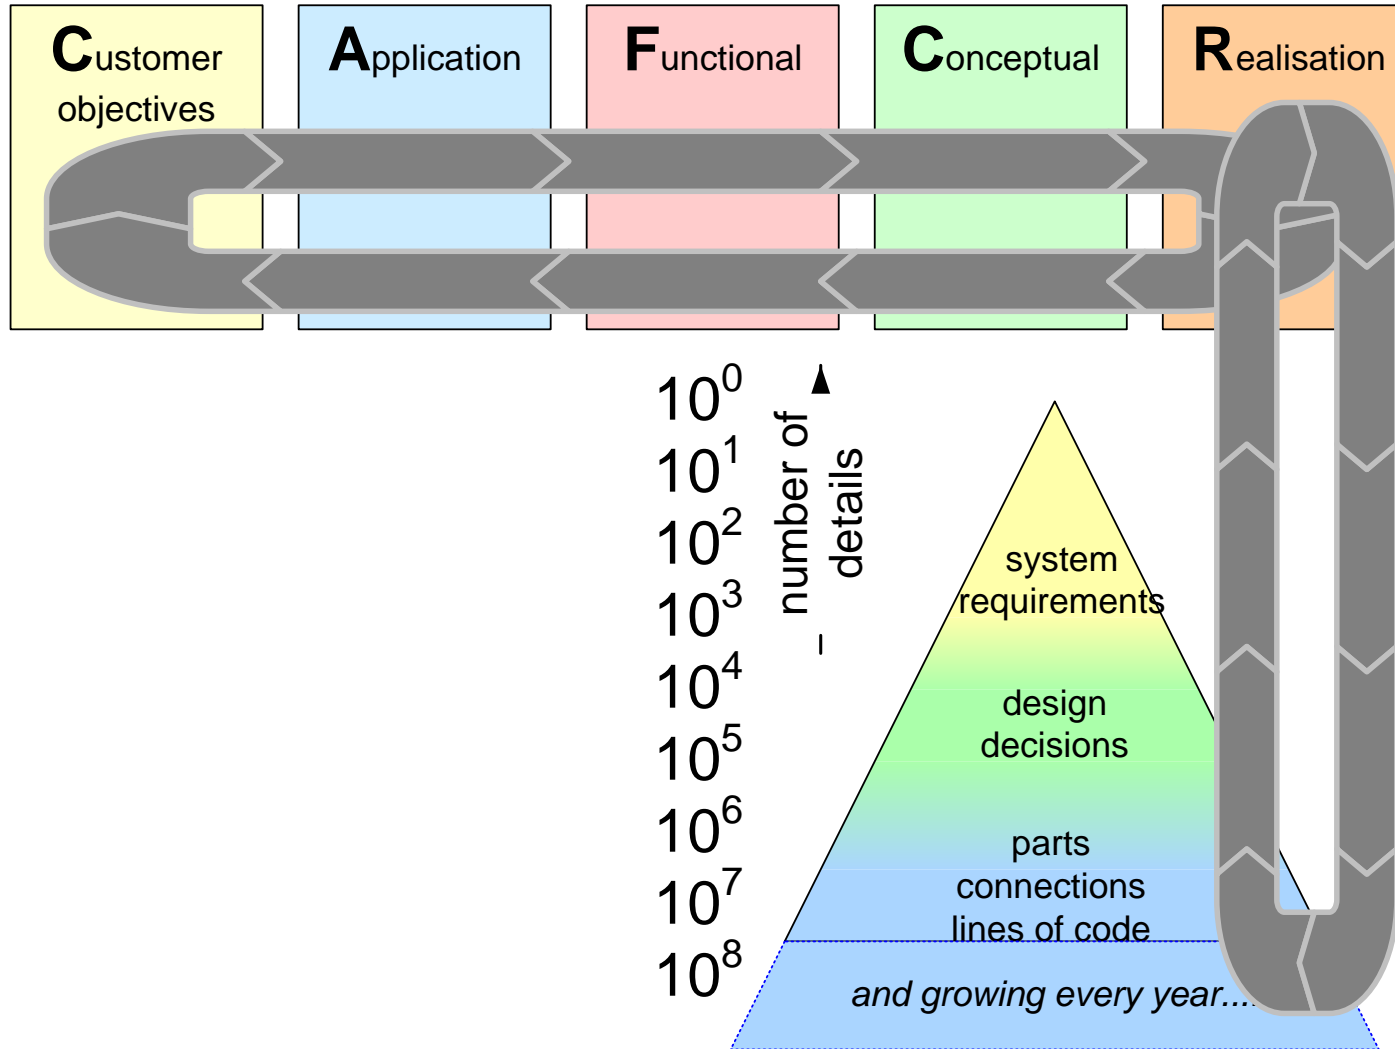 Customer
objectives
Application
Functional
Conceptual
Realisation
10^0
10^1
10^2
10^3
10^4
10^5
10^6
10^7
10^8
number of
details
system
requirements
design
decisions
parts
connections
lines of code
and growing every year....